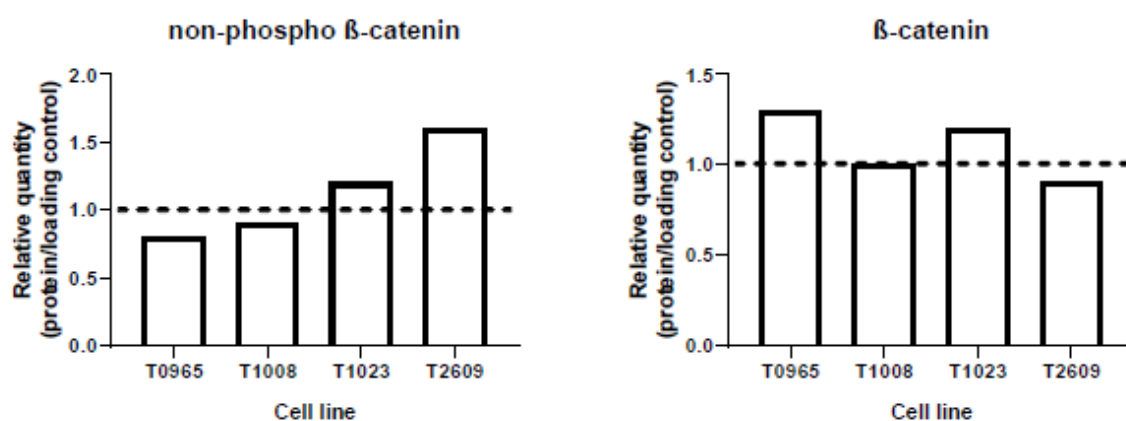 non-phospho ß-catenin
Relative quantity
(protein/loading control)
2.0
1.5
1.0
0.5
0.0
T0965 T1008 T1023 T2609
Cell line
ß-catenin
Relative quantity
(protein/loading control)
1.5
1.0
0.5
0.0
T0965 T1008 T1023 T2609
Cell line